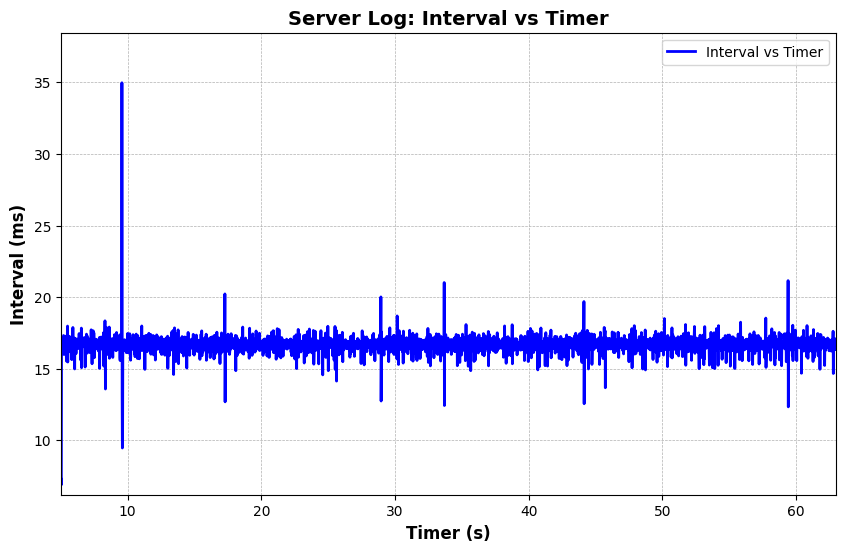 Server Log: Interval vs Timer
Interval vs Timer
35
30
25
20
15
10
Interval (ms)
10 20 30 40 50 60
Timer (s)